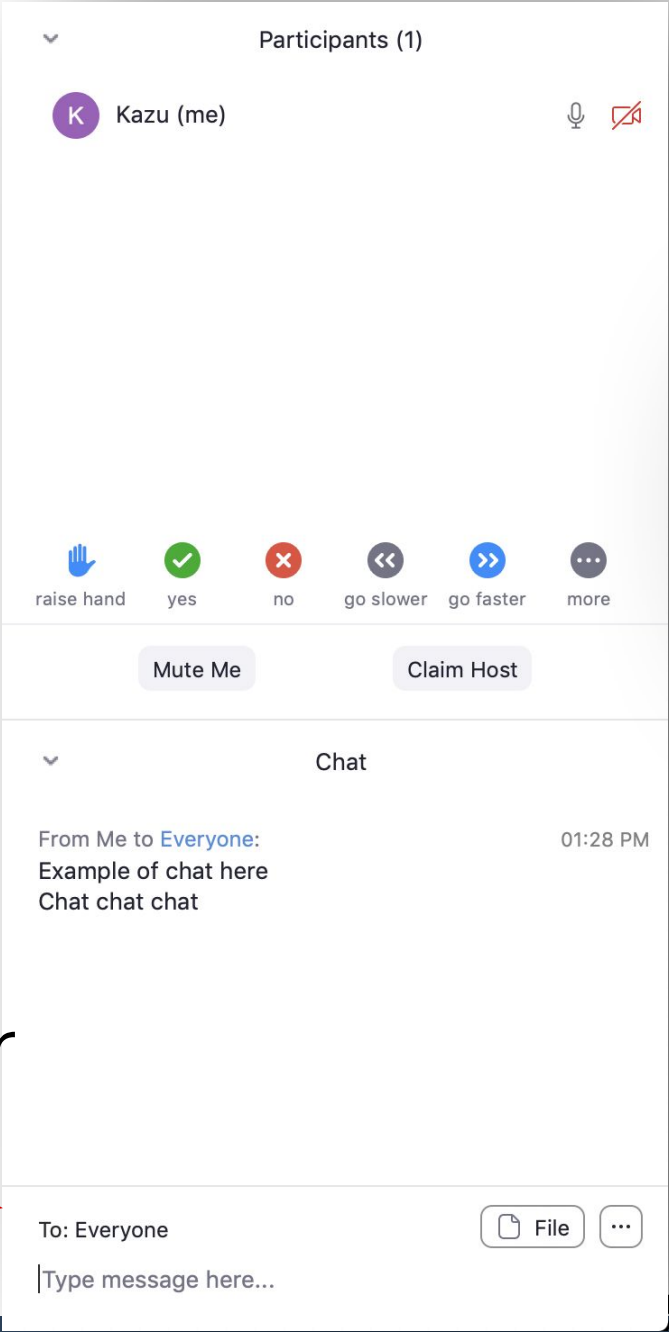 Participants (1)
K
Kazu (me)
raise hand yes no go slower go faster more
Mute Me Claim Host
Chat
From Me to Everyone: 01:28 PM
Example of chat here
Chat chat chat
To: Everyone File ...
Type message here...